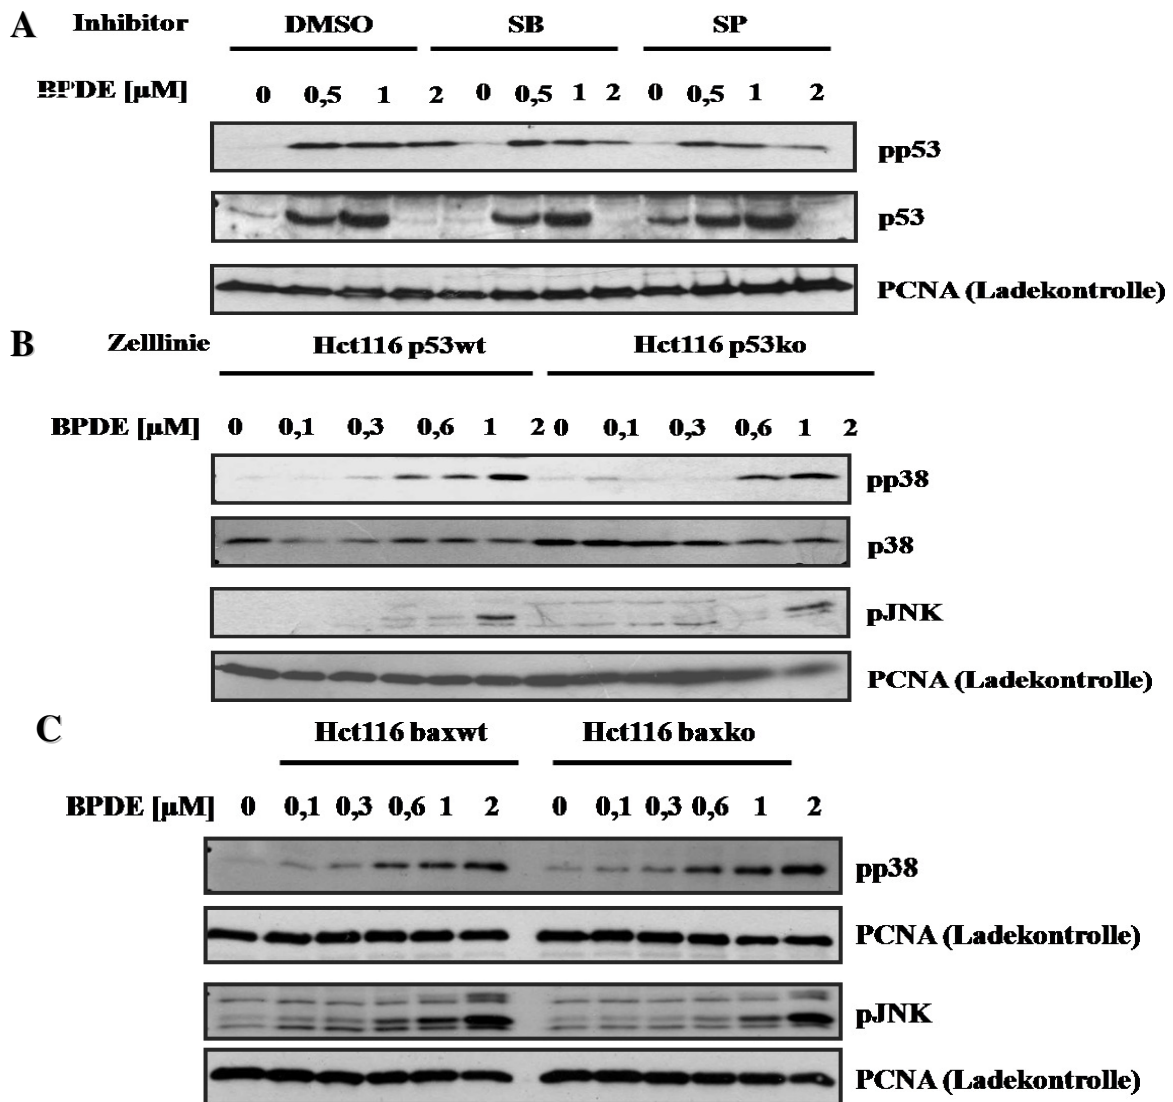 A Inhibitor DMSO SB SP
BPDE [µM] 0 0,5 1 2 0 0,5 1 2 0 0,5 1 2
pp53
p53
PCNA (Ladekontrolle)
B Zelllinie Hct116 p53wt Hct116 p53ko
BPDE [µM] 0 0,1 0,3 0,6 1 2 0 0,1 0,3 0,6 1 2
pp38
p38
pJNK
PCNA (Ladekontrolle)
C Hct116 baxwt Hct116 baxko
BPDE [µM] 0 0,1 0,3 0,6 1 2 0 0,1 0,3 0,6 1 2
pp38
PCNA (Ladekontrolle)
pJNK
PCNA (Ladekontrolle)